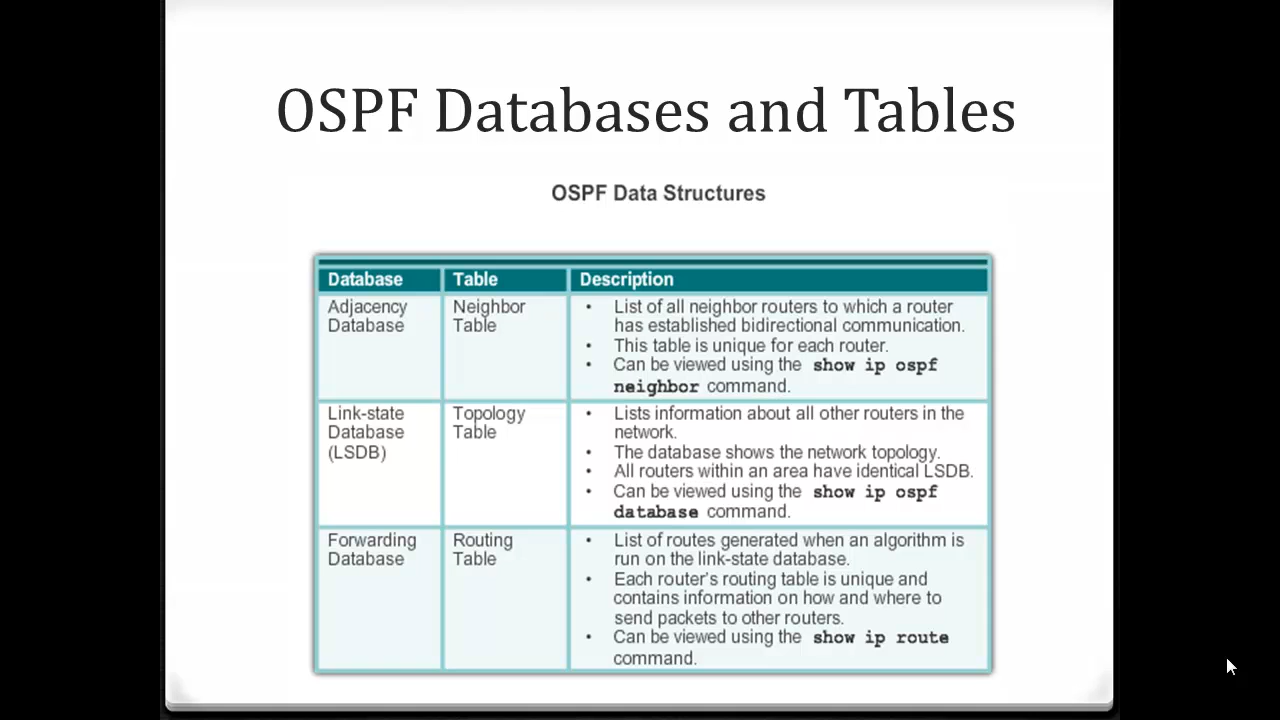 OSPF Databases and Tables
OSPF Data Structures
Database Table Description
Adjacency
Database
Neighbor
Table
• List of all neighbor routers to which a router
has established bidirectional communication.
• This table is unique for each router.
• Can be viewed using the show ip ospf
neighbor command.
Link-state
Database
(LSDB)
Topology
Table
• Lists information about all other routers in the
network.
• The database shows the network topology.
• All routers within an area have identical LSDB.
• Can be viewed using the show ip ospf
database command.
Forwarding
Database
Routing
Table
• List of routes generated when an algorithm is
run on the link-state database.
• Each router's routing table is unique and
contains information on how and where to
send packets to other routers.
• Can be viewed using the show ip route
command.